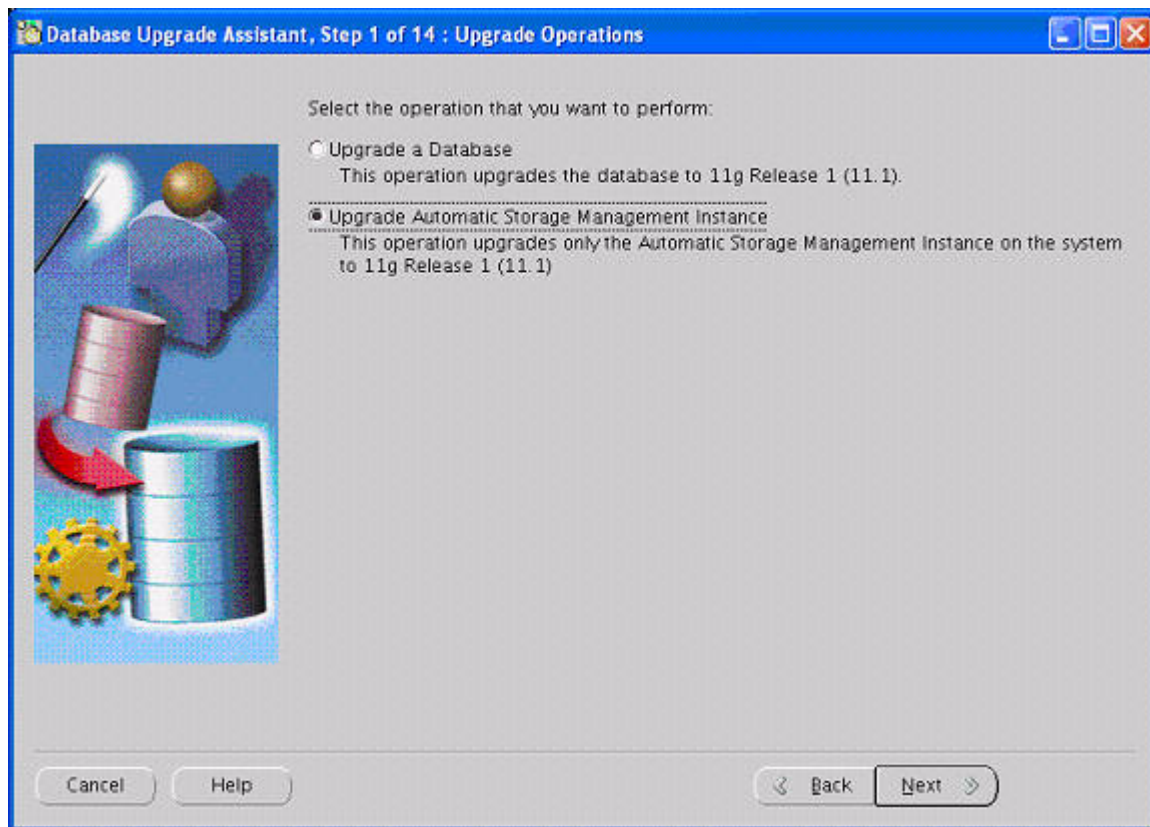 Database Upgrade Assistant, Step 1 of 14 : Upgrade Operations
Select the operation that you want to perform:
Upgrade a Database
This operation upgrades the database to 11g Release 1 (11.1).
Upgrade Automatic Storage Management Instance
This operation upgrades only the Automatic Storage Management Instance on the system
to 11g Release 1 (11.1)
Cancel
Help
Back
Next